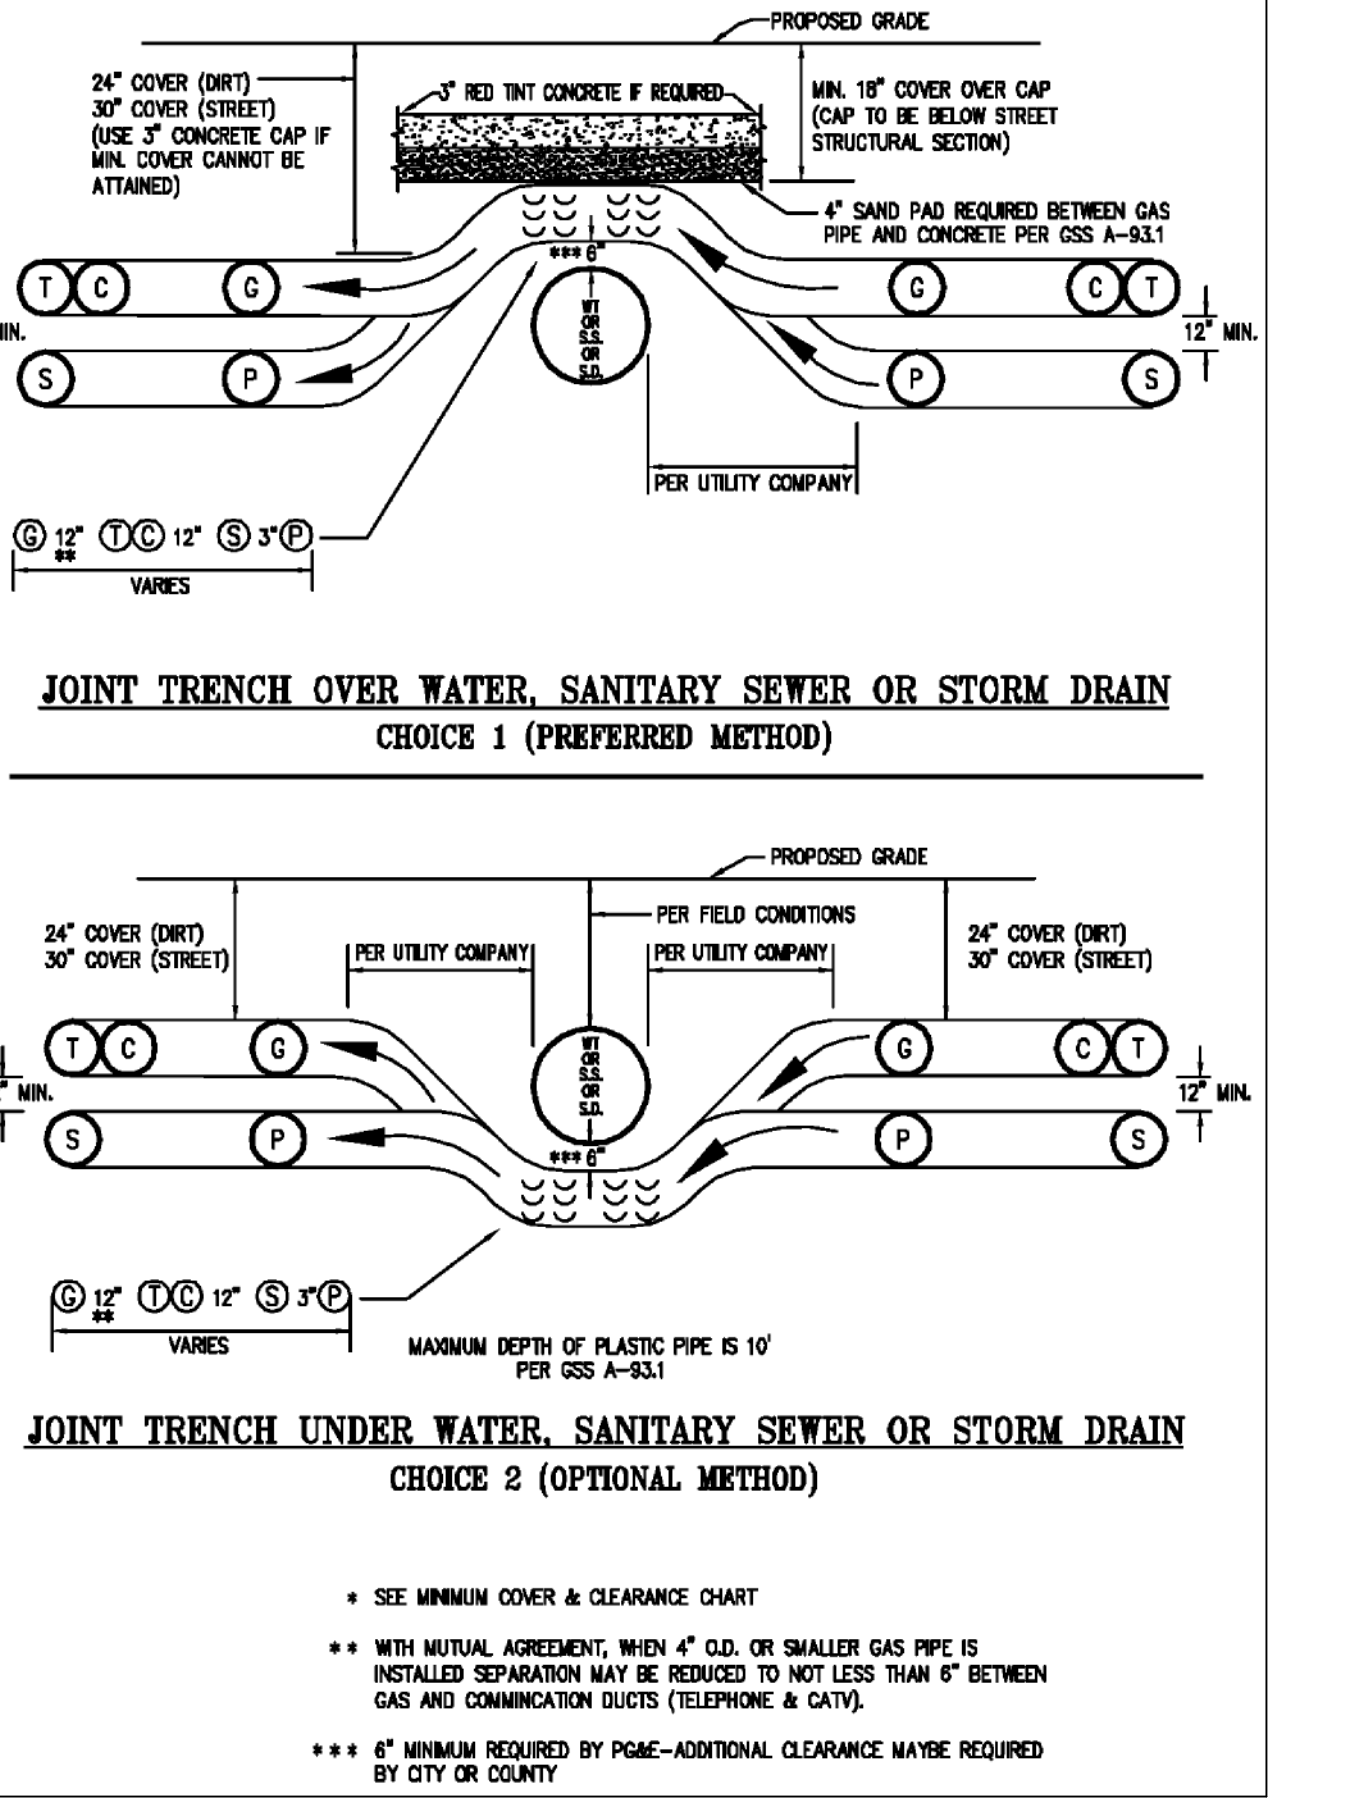 PROPOSED GRADE
24" COVER (DIRT)
30" COVER (STREET)
(USE 3" CONCRETE CAP IF
MIN. COVER CANNOT BE
ATTAINED)
3" RED TINT CONCRETE IF REQUIRED
MIN. 18" COVER OVER CAP
(CAP TO BE BELOW STREET
STRUCTURAL SECTION)
4" SAND PAD REQUIRED BETWEEN GAS
PIPE AND CONCRETE PER GSS A-93.1
*** 6"
T C G
G C T
WT
OR
S.S.
OR
S.D.
IN.
12" MIN.
S P
P S
PER UTILITY COMPANY
G 12" T C 12" S 3" P
**
VARIES
JOINT TRENCH OVER WATER, SANITARY SEWER OR STORM DRAIN
CHOICE 1 (PREFERRED METHOD)
PROPOSED GRADE
PER FIELD CONDITIONS
24" COVER (DIRT)
30" COVER (STREET)
PER UTILITY COMPANY
PER UTILITY COMPANY
24" COVER (DIRT)
30" COVER (STREET)
T C G
WT
OR
S.S.
OR
S.D.
G C T
" MIN.
12" MIN.
S P
*** 6"
P S
G 12" T C 12" S 3" P
**
VARIES
MAXIMUM DEPTH OF PLASTIC PIPE IS 10'
PER GSS A-93.1
JOINT TRENCH UNDER WATER, SANITARY SEWER OR STORM DRAIN
CHOICE 2 (OPTIONAL METHOD)
* SEE MINIMUM COVER & CLEARANCE CHART
** WITH MUTUAL AGREEMENT, WHEN 4" O.D. OR SMALLER GAS PIPE IS
INSTALLED SEPARATION MAY BE REDUCED TO NOT LESS THAN 6" BETWEEN
GAS AND COMMINCATION DUCTS (TELEPHONE & CATV).
*** 6" MINIMUM REQUIRED BY PG&E-ADDITIONAL CLEARANCE MAYBE REQUIRED
BY CITY OR COUNTY